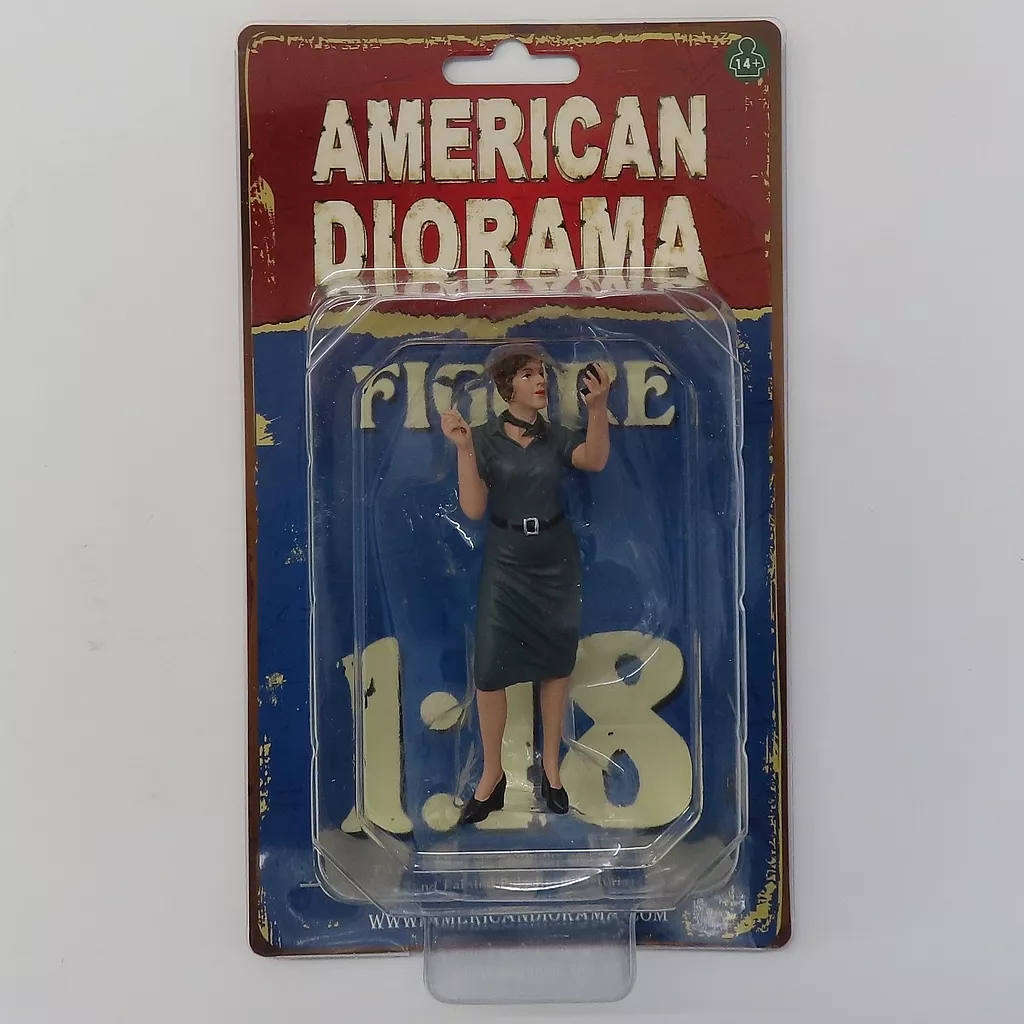 14+
AMERICAN
DIORAMA
FIGURE
1:18
WWW.AMERICANDIORAMA.COM